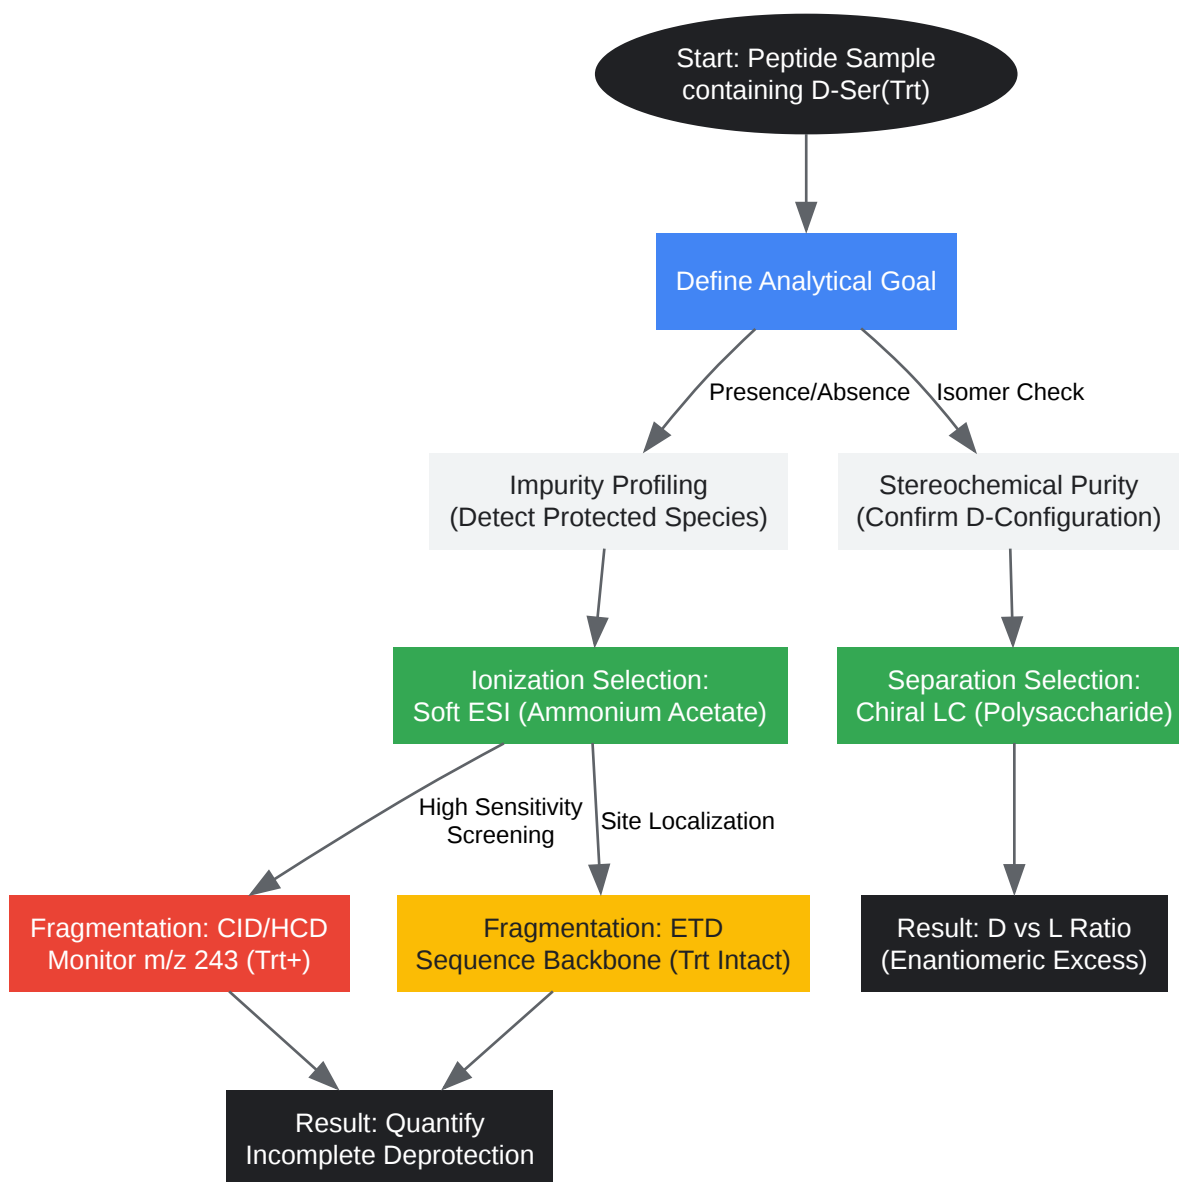 Start: Peptide Sample
containing D-Ser(Trt)
Define Analytical Goal
Presence/Absence
Isomer Check
Impurity Profiling
(Detect Protected Species)
Stereochemical Purity
(Confirm D-Configuration)
Ionization Selection:
Soft ESI (Ammonium Acetate)
Separation Selection:
Chiral LC (Polysaccharide)
High Sensitivity
Screening
Site Localization
Fragmentation: CID/HCD
Monitor m/z 243 (Trt+)
Fragmentation: ETD
Sequence Backbone (Trt Intact)
Result: D vs L Ratio
(Enantiomeric Excess)
Result: Quantify
Incomplete Deprotection